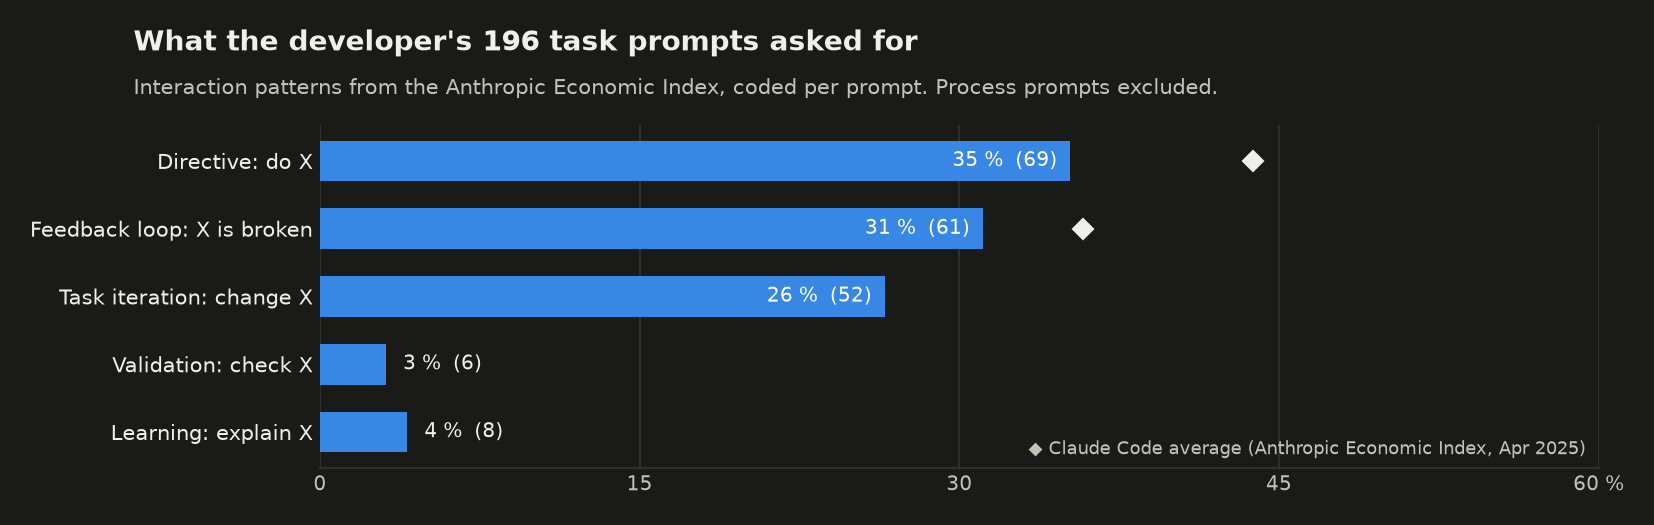 What the developer's 196 task prompts asked for
Interaction patterns from the Anthropic Economic Index, coded per prompt. Process prompts excluded.
Directive: do X
35 % (69)
Feedback loop: X is broken
31 % (61)
Task iteration: change X
26 % (52)
Validation: check X
3 % (6)
Learning: explain X
4 % (8)
◆ Claude Code average (Anthropic Economic Index, Apr 2025)
0 15 30 45 60 %